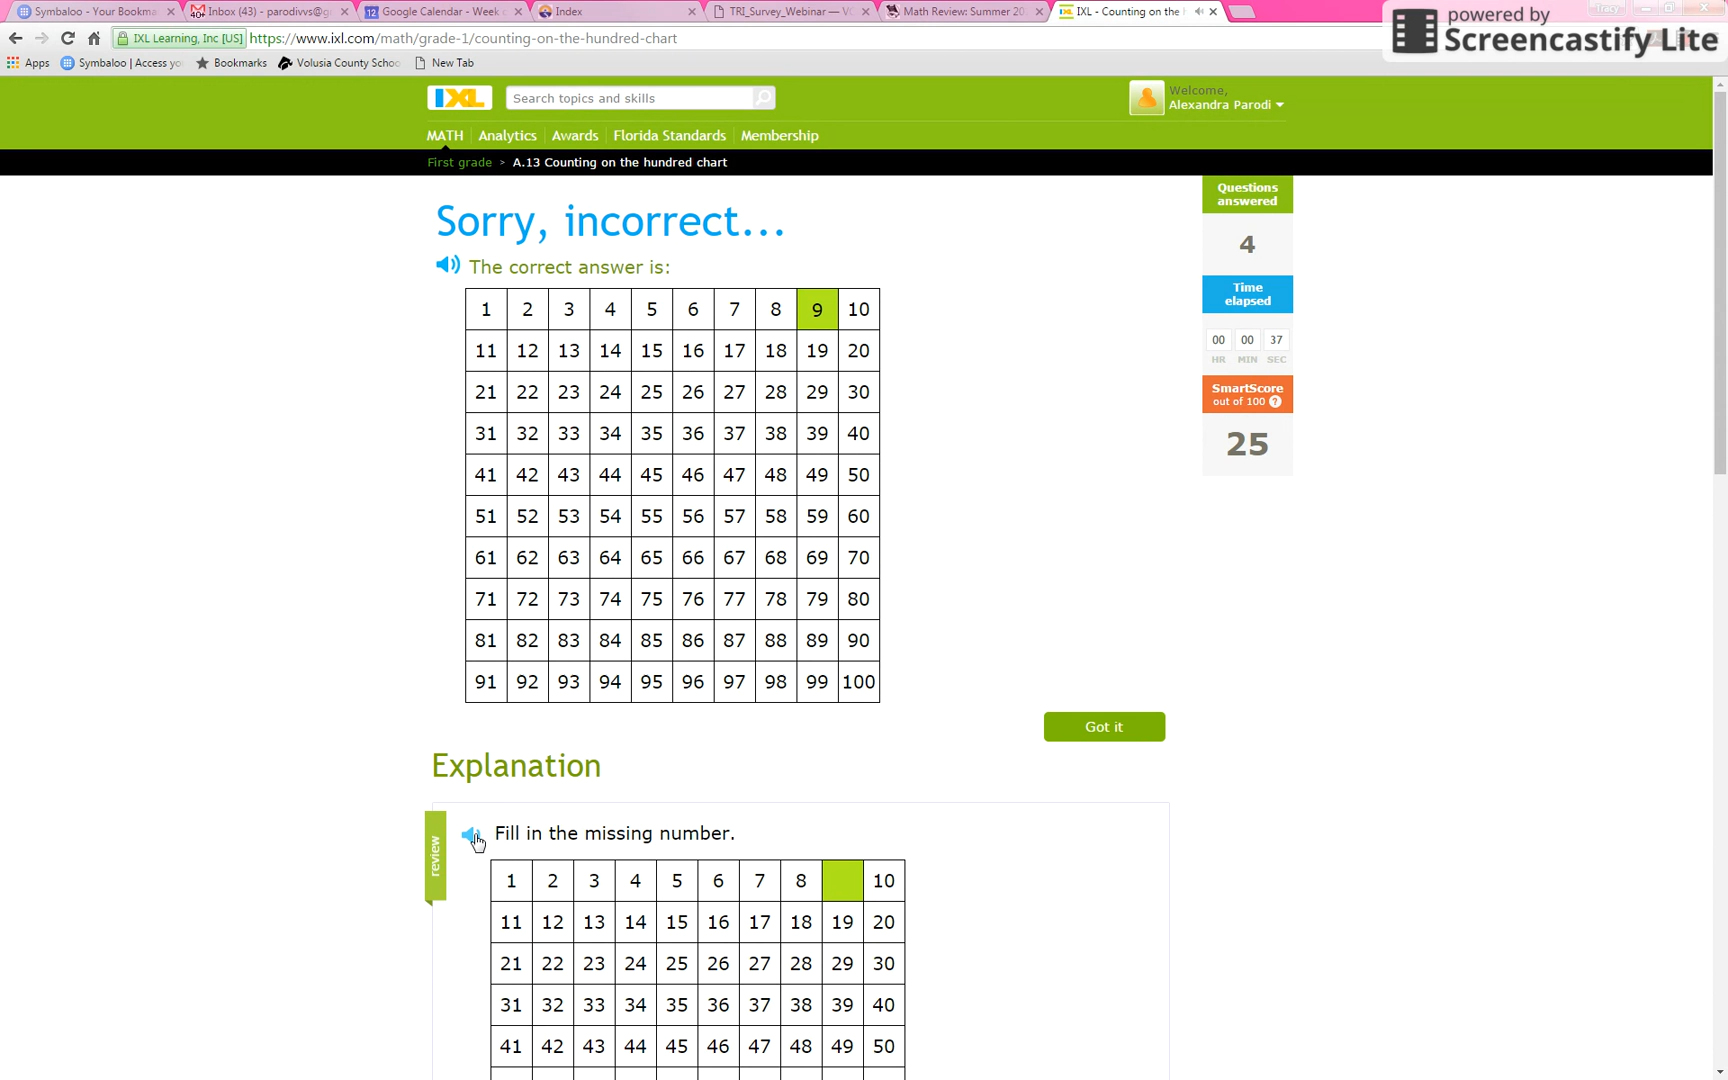 Symbaloo - Your Bookma
Inbox (43) - parodivvs@g
Google Calendar - Week
Index
TRI_Survey_Webinar — V
Math Review: Summer 20
IXL - Counting on the
Tracy
powered by
Screencastify Lite
IXL Learning, Inc [US]
https://www.ixl.com/math/grade-1/counting-on-the-hundred-chart
Apps
Symbaloo | Access yo
Bookmarks
Volusia County Schoo
New Tab
IXL
Search topics and skills
Welcome,
Alexandra Parodi
MATH Analytics Awards Florida Standards Membership
First grade > A.13 Counting on the hundred chart
Sorry, incorrect...
The correct answer is:
1 2 3 4 5 6 7 8 9 10
11 12 13 14 15 16 17 18 19 20
21 22 23 24 25 26 27 28 29 30
31 32 33 34 35 36 37 38 39 40
41 42 43 44 45 46 47 48 49 50
51 52 53 54 55 56 57 58 59 60
61 62 63 64 65 66 67 68 69 70
71 72 73 74 75 76 77 78 79 80
81 82 83 84 85 86 87 88 89 90
91 92 93 94 95 96 97 98 99 100
Questions
answered
4
Time
elapsed
00 00 37
HR MIN SEC
SmartScore
out of 100 ?
25
Got it
Explanation
review
Fill in the missing number.
1 2 3 4 5 6 7 8 10
11 12 13 14 15 16 17 18 19 20
21 22 23 24 25 26 27 28 29 30
31 32 33 34 35 36 37 38 39 40
41 42 43 44 45 46 47 48 49 50